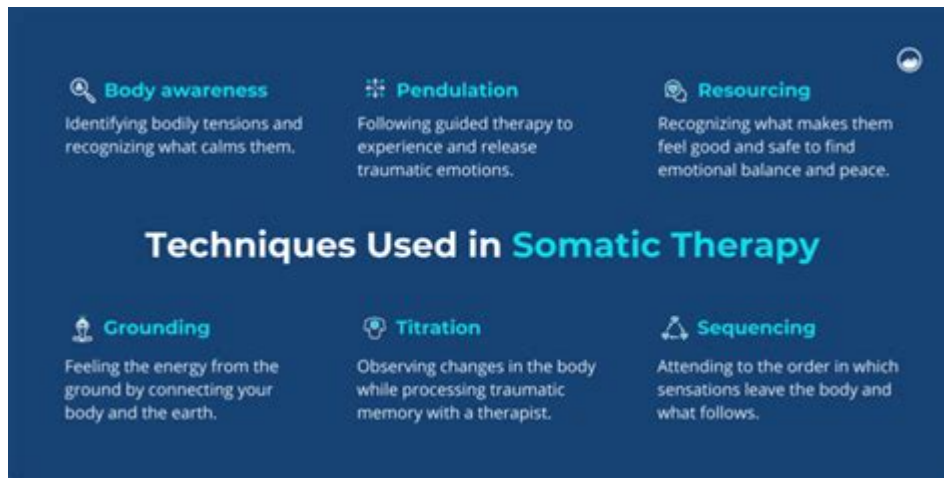 Body awareness
Identifying bodily tensions and
recognizing what calms them.
Pendulation
Following guided therapy to
experience and release
traumatic emotions.
Resourcing
Recognizing what makes them
feel good and safe to find
emotional balance and peace.
Techniques Used in Somatic Therapy
Grounding
Feeling the energy from the
ground by connecting your
body and the earth.
Titration
Observing changes in the body
while processing traumatic
memory with a therapist.
Sequencing
Attending to the order in which
sensations leave the body and
what follows.